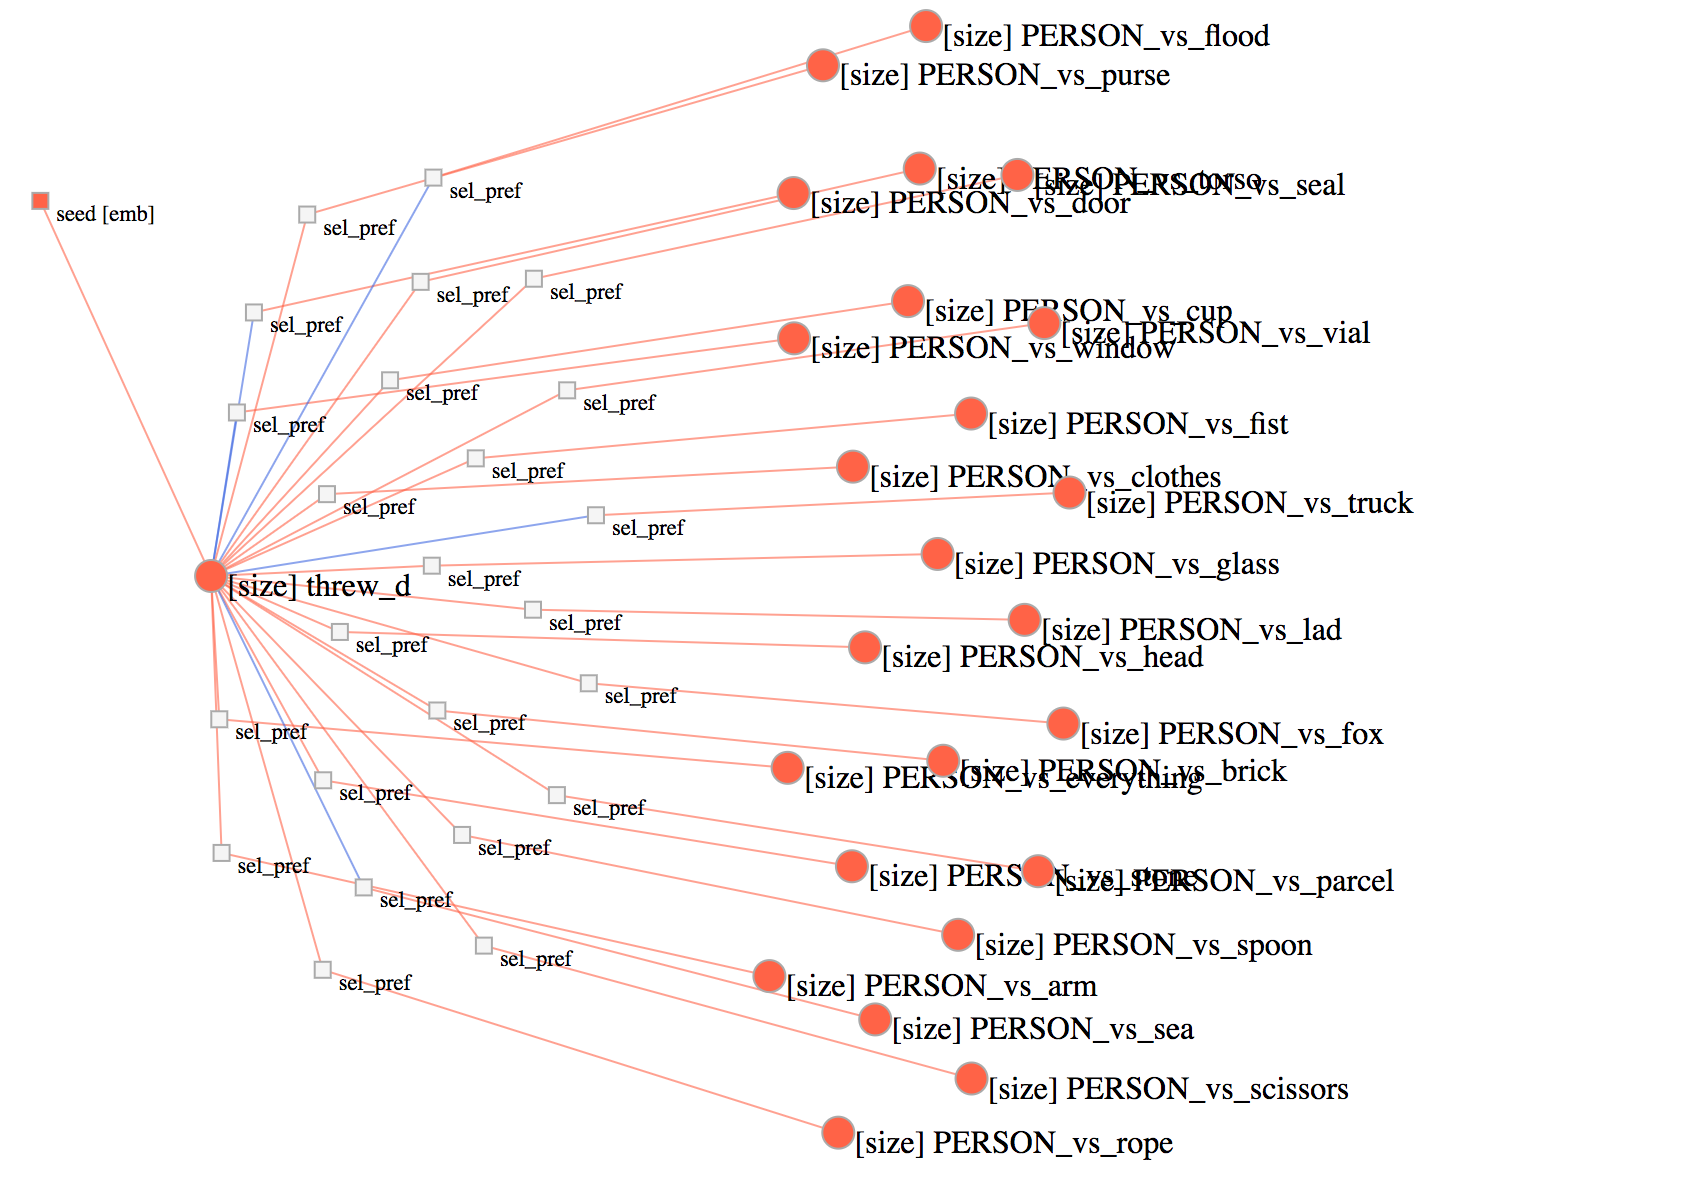 [size] PERSON_vs_flood
[size] PERSON_vs_purse
sel_pref
[size] PERSON_vs_torso
[size] PERSON_vs_seal
[size] PERSON_vs_door
seed [emb]
sel_pref
sel_pref
sel_pref
sel_pref
[size] PERSON_vs_cup
[size] PERSON_vs_vial
[size] PERSON_vs_window
sel_pref
sel_pref
sel_pref
[size] PERSON_vs_fist
sel_pref
[size] PERSON_vs_clothes
sel_pref
[size] PERSON_vs_truck
sel_pref
[size] PERSON_vs_glass
sel_pref
[size] threw_d
sel_pref
[size] PERSON_vs_lad
sel_pref
[size] PERSON_vs_head
sel_pref
sel_pref
sel_pref
[size] PERSON_vs_fox
[size] PERSON_vs_brick
[size] PERSON_vs_everything
sel_pref
sel_pref
sel_pref
sel_pref
[size] PERSON_vs_stone
[size] PERSON_vs_parcel
sel_pref
[size] PERSON_vs_spoon
sel_pref
sel_pref
[size] PERSON_vs_arm
[size] PERSON_vs_sea
[size] PERSON_vs_scissors
[size] PERSON_vs_rope